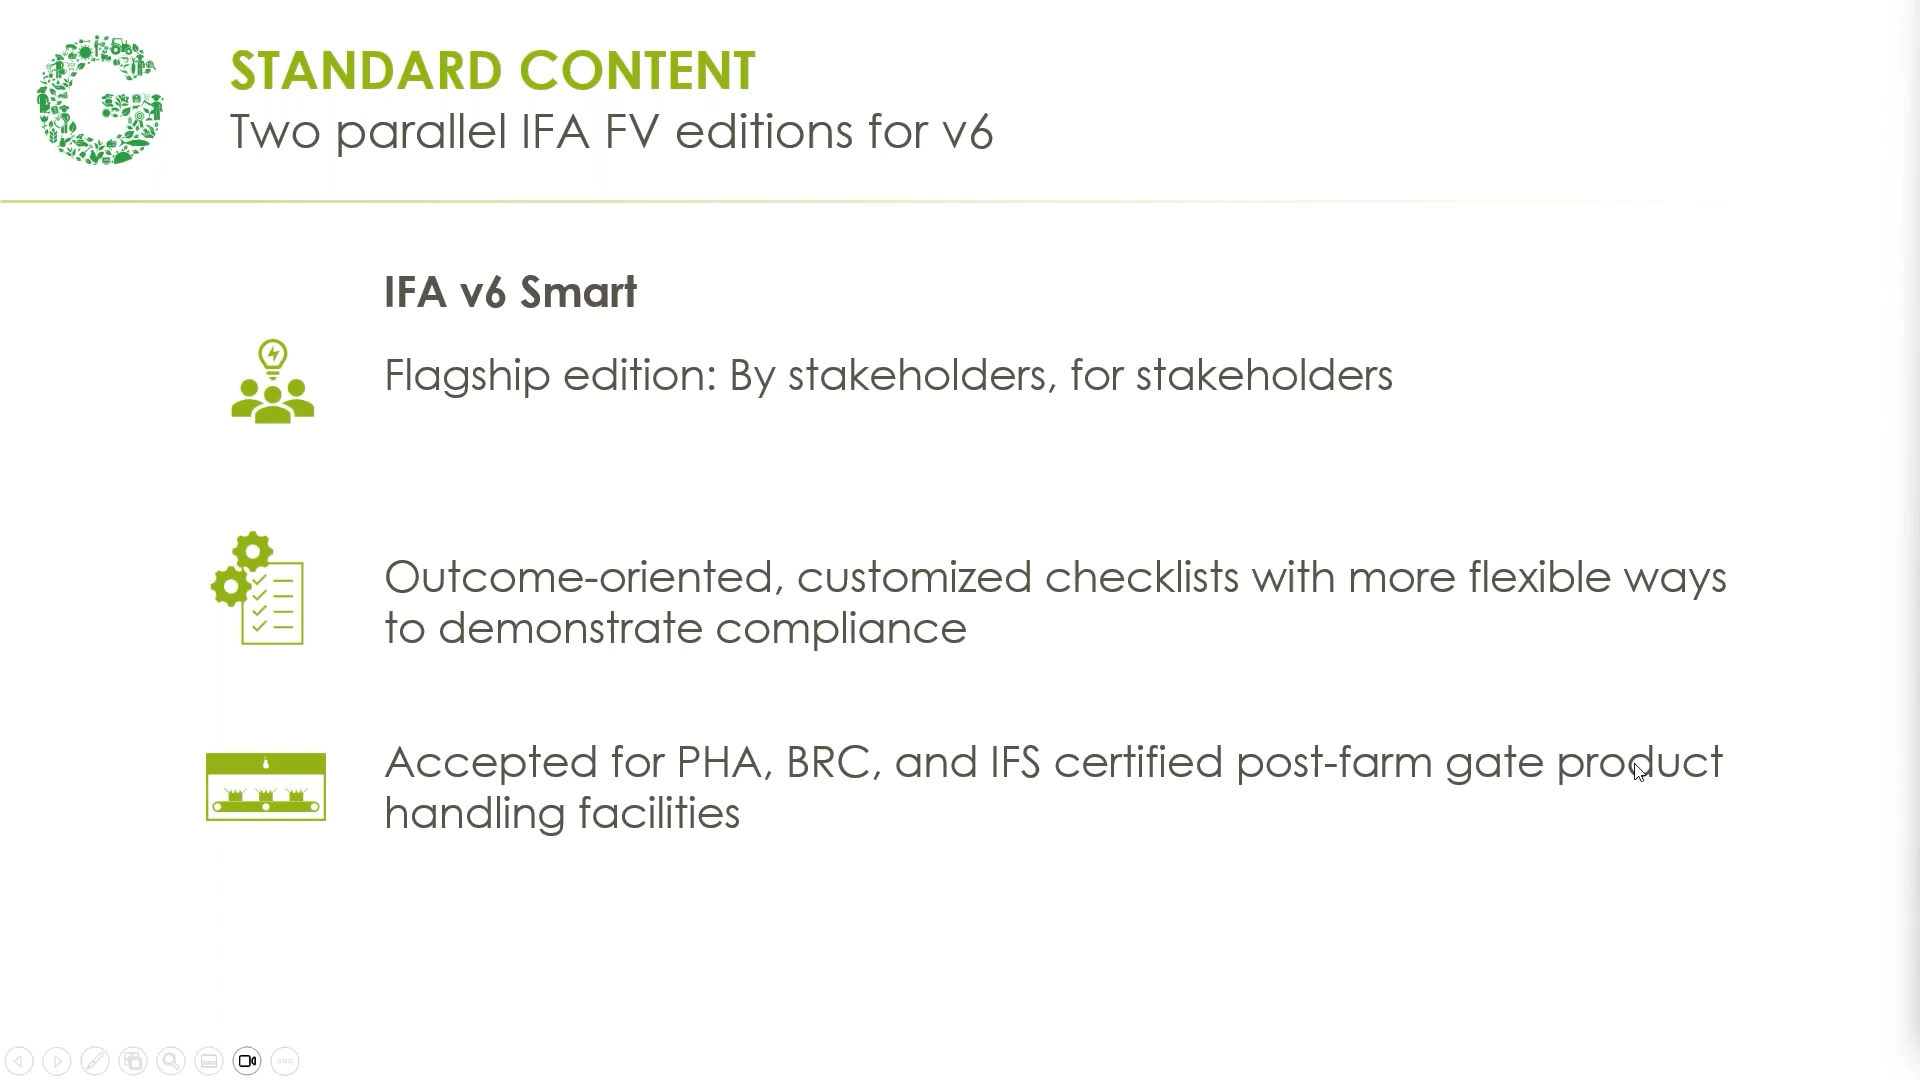 STANDARD CONTENT
Two parallel IFA FV editions for v6
IFA v6 Smart
Flagship edition: By stakeholders, for stakeholders
Outcome-oriented, customized checklists with more flexible ways
to demonstrate compliance
Accepted for PHA, BRC, and IFS certified post-farm gate product
handling facilities